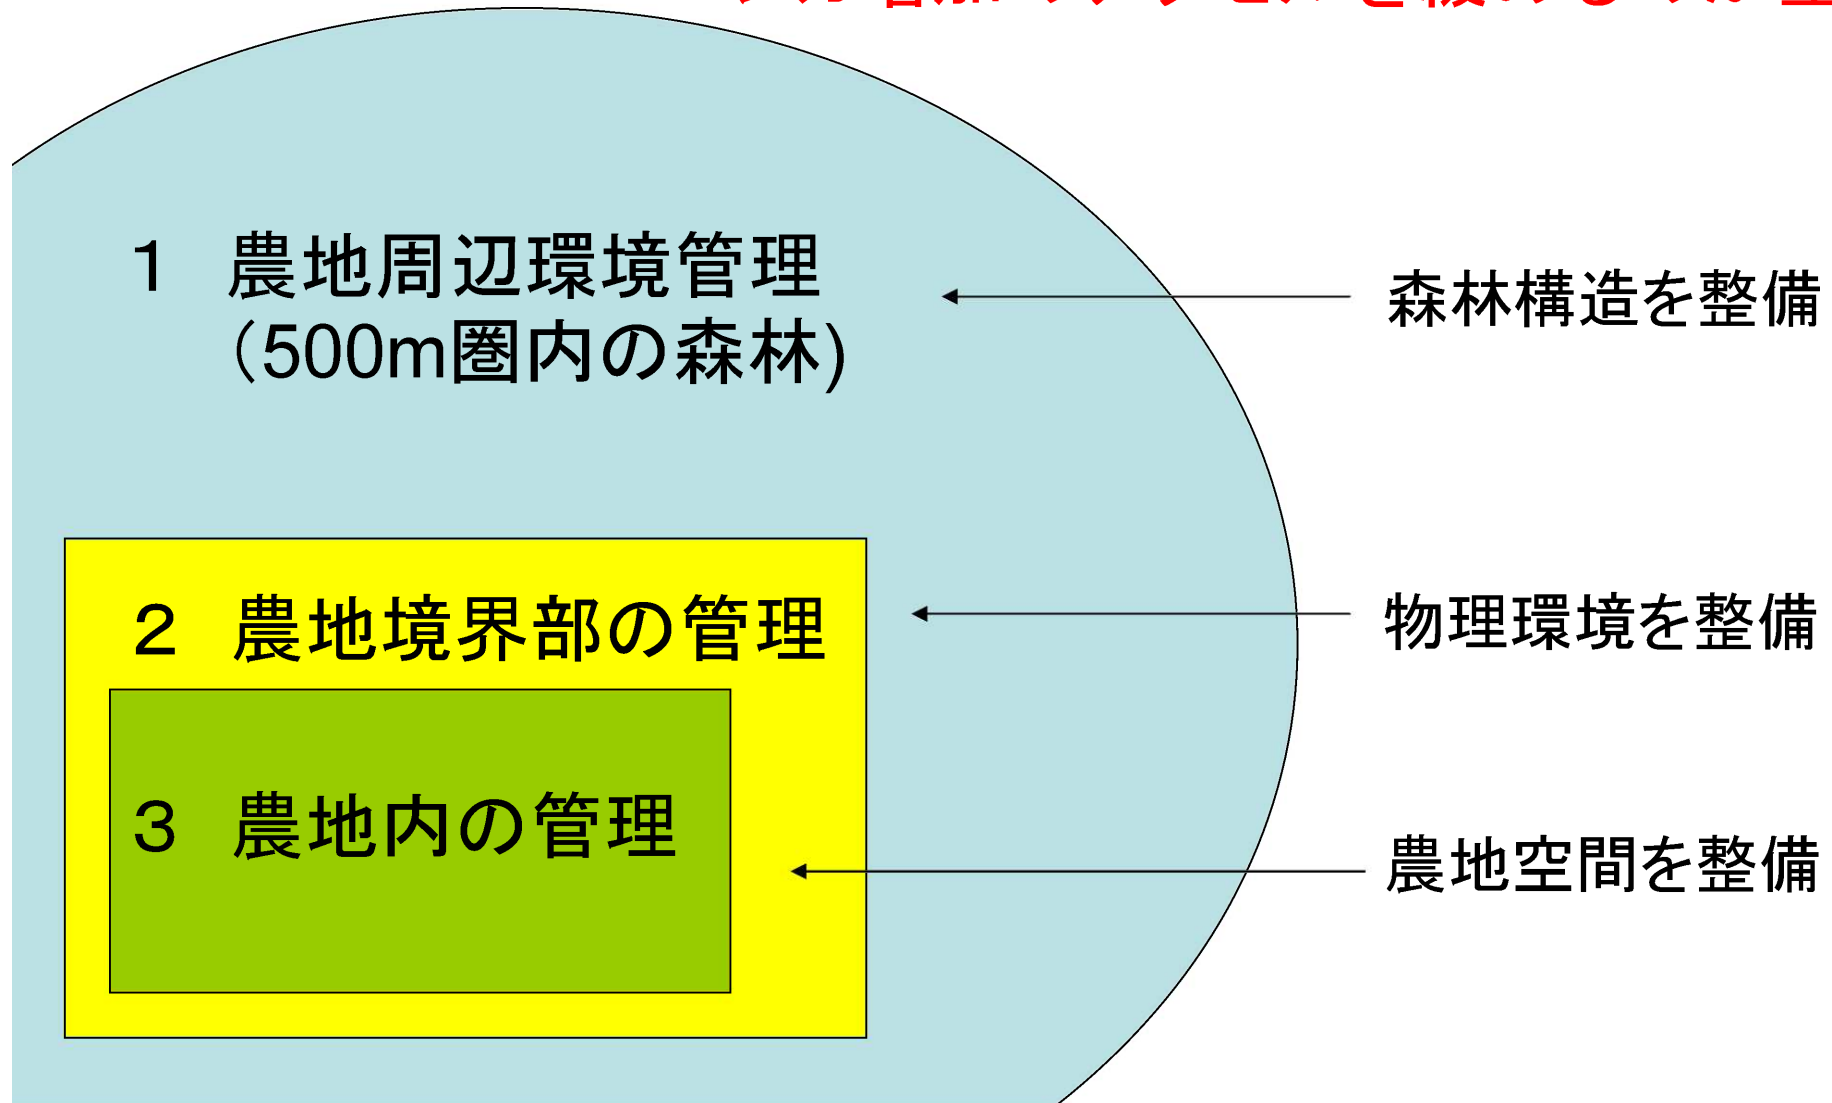 1 農地周辺環境管理
(500m圏内の森林)
森林構造を整備
2 農地境界部の管理
物理環境を整備
3 農地内の管理
農地空間を整備